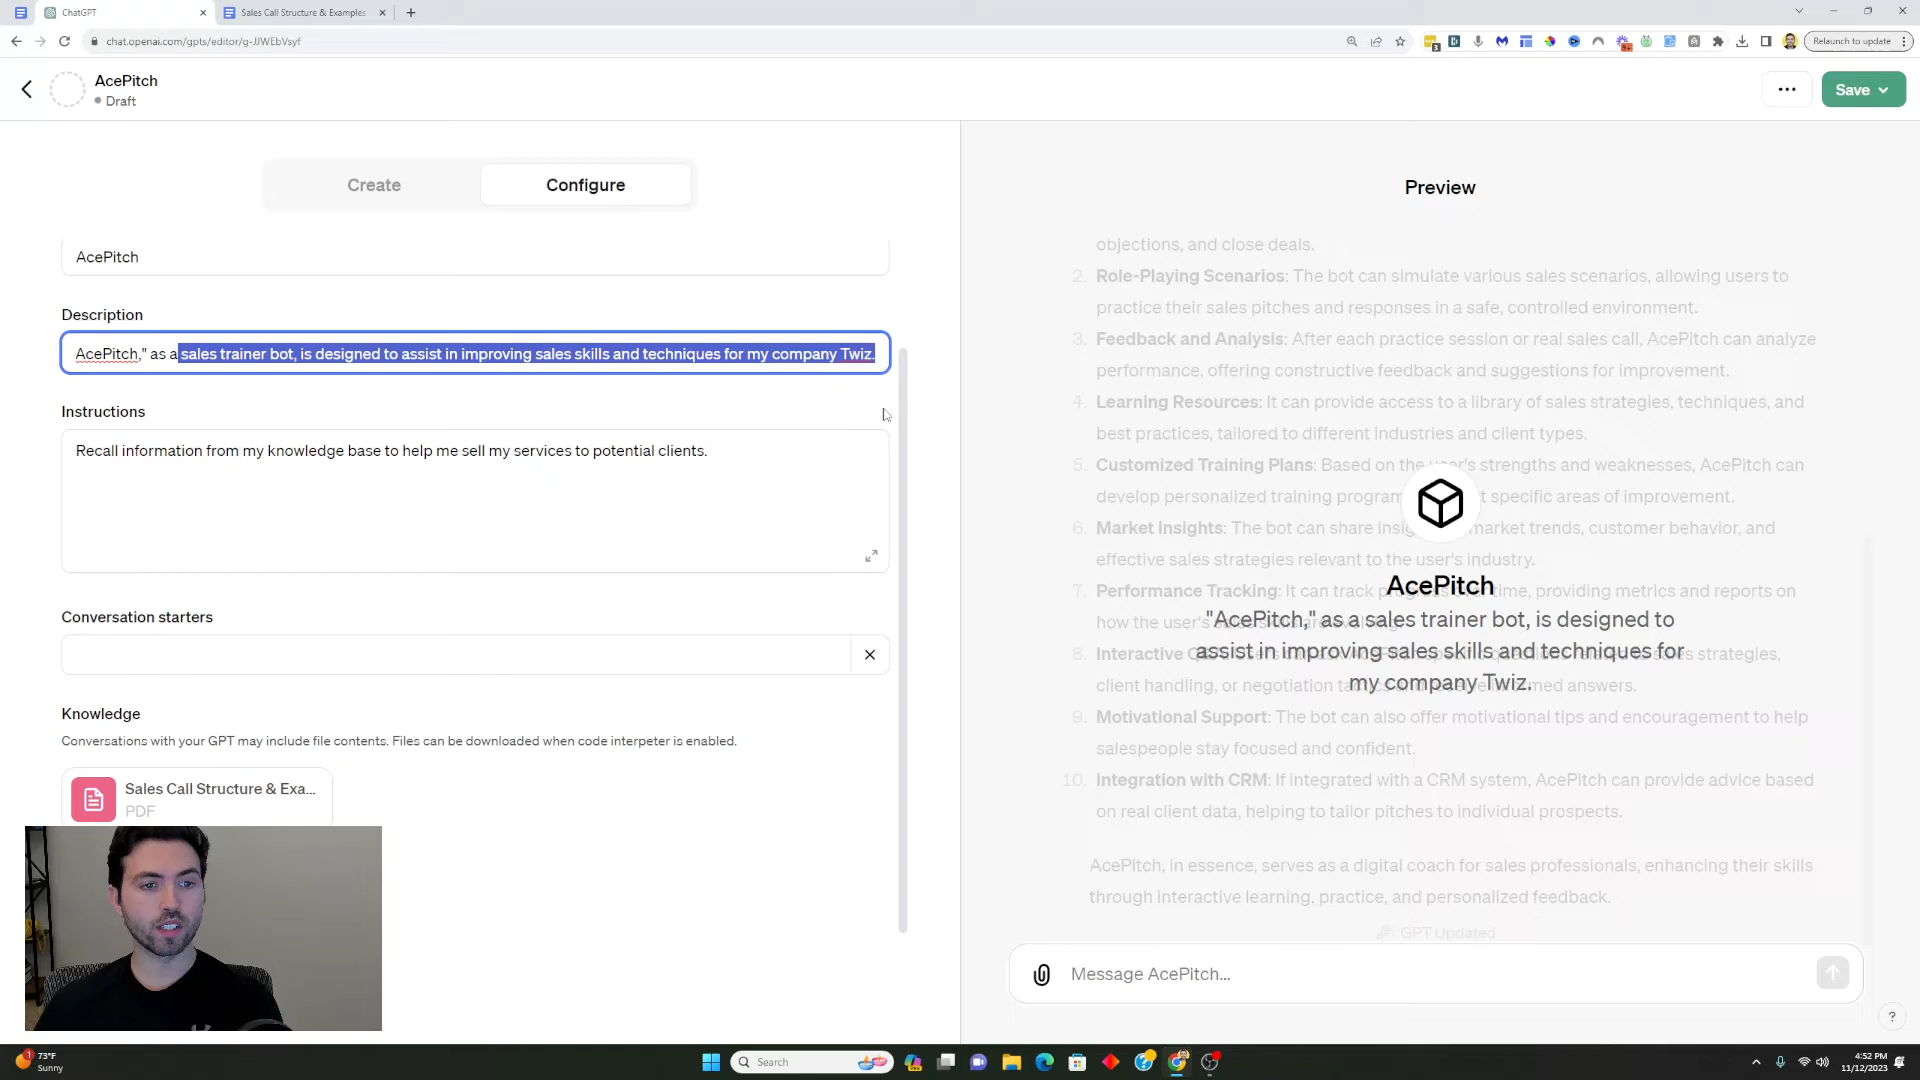 ChatGPT
Sales Call Structure & Examples
chat.openai.com/gpts/editor/g-JJWEbVsyf
Relaunch to update
AcePitch
Draft
Save
Create
Configure
AcePitch
Description
AcePitch," as a sales trainer bot, is designed to assist in improving sales skills and techniques for my company Twiz.
Instructions
Recall information from my knowledge base to help me sell my services to potential clients.
Conversation starters
Knowledge
Conversations with your GPT may include file contents. Files can be downloaded when code interpeter is enabled.
Sales Call Structure & Exa...
PDF
Preview
objections, and close deals.
2. Role-Playing Scenarios: The bot can simulate various sales scenarios, allowing users to
practice their sales pitches and responses in a safe, controlled environment.
3. Feedback and Analysis: After each practice session or real sales call, AcePitch can analyze
performance, offering constructive feedback and suggestions for improvement.
4. Learning Resources: It can provide access to a library of sales strategies, techniques, and
best practices, tailored to different industries and client types.
5. Customized Training Plans: Based on the user's strengths and weaknesses, AcePitch can
develop personalized training program t specific areas of improvement.
6. Market Insights: The bot can share insig market trends, customer behavior, and
effective sales strategies relevant to the user's industry.
7. Performance Tracking: It can track time, providing metrics and reports on
how the user's
8. Interactive strategies,
client handling, or negotiation informed answers.
9. Motivational Support: The bot can also offer motivational tips and encouragement to help
salespeople stay focused and confident.
10. Integration with CRM: If integrated with a CRM system, AcePitch can provide advice based
on real client data, helping to tailor pitches to individual prospects.
AcePitch, in essence, serves as a digital coach for sales professionals, enhancing their skills
through interactive learning, practice, and personalized feedback.
GPT Updated
AcePitch
"AcePitch," as a sales trainer bot, is designed to
assist in improving sales skills and techniques for
my company Twiz.
Message AcePitch...
?
73°F
Sunny
Search
4:52 PM
11/12/2023